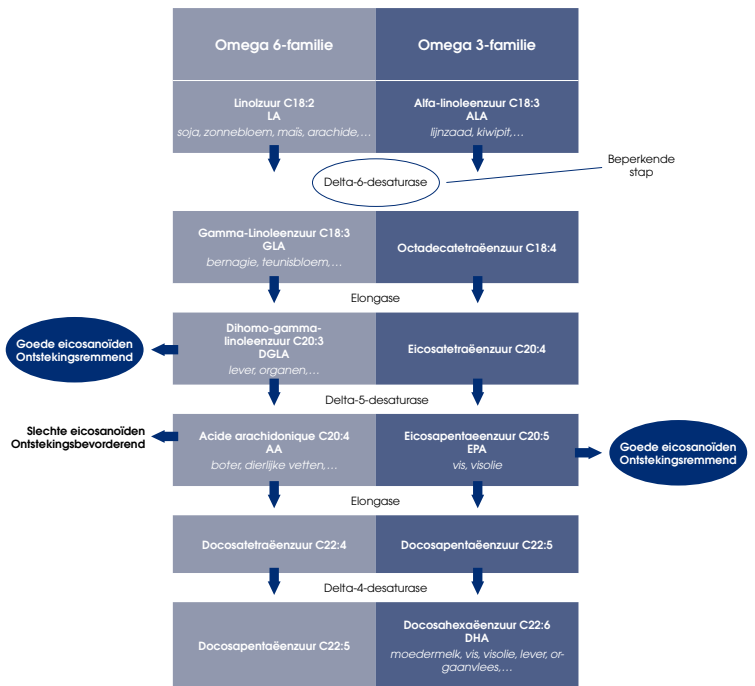 Omega 6-familie
Omega 3-familie
Linolzuur C18:2
LA
soja, zonnebloem, maïs, arachide,…
Alfa-linoleenzuur C18:3
ALA
lijnzaad, kiwipit,…
Delta-6-desaturase
Beperkende
stap
Gamma-Linoleenzuur C18:3
GLA
bernagie, teunisbloem,…
Octadecatetraëenzuur C18:4
Elongase
Goede eicosanoïden
Ontstekingsremmend
Dihomo-gamma-
linoleenzuur C20:3
DGLA
lever, organen,…
Eicosatetraëenzuur C20:4
Delta-5-desaturase
Slechte eicosanoïden
Ontstekingsbevorderend
Acide arachidonique C20:4
AA
boter, dierlijke vetten,…
Eicosapentaeenzuur C20:5
EPA
vis, visolie
Goede eicosanoïden
Ontstekingsremmend
Elongase
Docosatetraëenzuur C22:4
Docosapentaëenzuur C22:5
Delta-4-desaturase
Docosapentaëenzuur C22:5
Docosahexaëenzuur C22:6
DHA
moedermelk, vis, visolie, lever, or-
gaanvlees,…